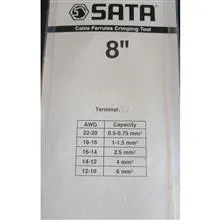 SATA
Cable Ferrules Crimping Tool
8"
Terminal:
AWG Capacity
22-20 0.5-0.75 mm²
18-16 1-1.5 mm²
16-14 2.5 mm²
14-12 4 mm²
12-10 6 mm²